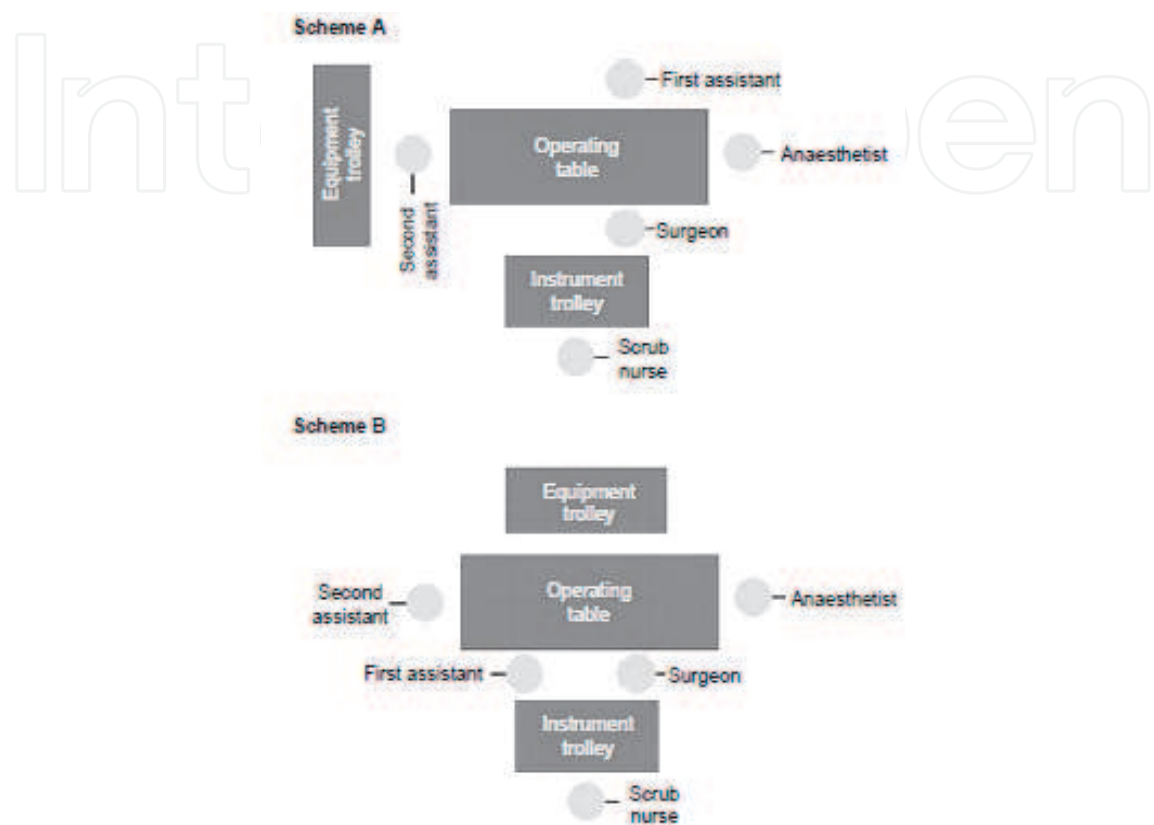 Scheme A
First assistant
Equipment
trolley
Operating
table
Anaesthetist
Second
assistant
Surgeon
Instrument
trolley
Scrub
nurse
Scheme B
Equipment
trolley
Second
assistant
Operating
table
Anaesthetist
First assistant
Surgeon
Instrument
trolley
Scrub
nurse